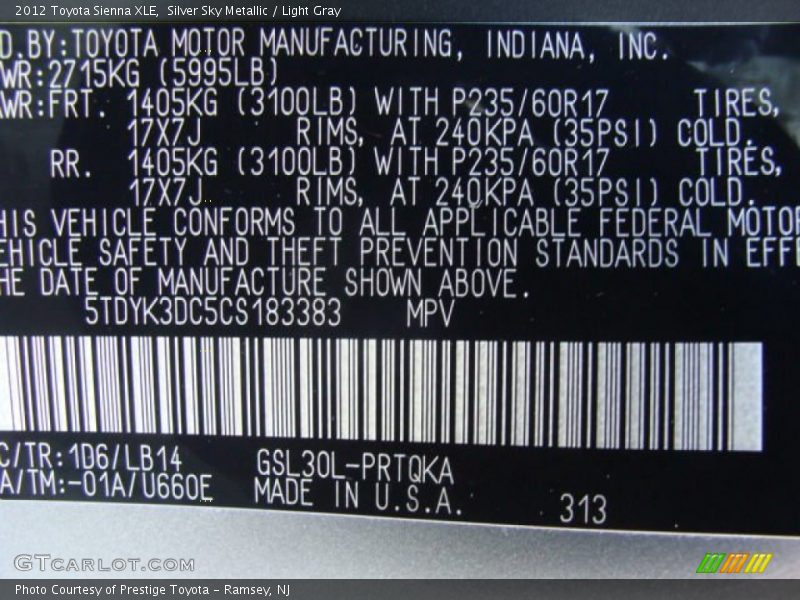 2012 Toyota Sienna XLE, Silver Sky Metallic / Light Gray
D.BY:TOYOTA MOTOR MANUFACTURING, INDIANA, INC.
WR:2715KG (5995LB)
WR:FRT. 1405KG (3100LB) WITH P235/60R17 TIRES,
17X7J RIMS, AT 240KPA (35PSI) COLD.
RR. 1405KG (3100LB) WITH P235/60R17 TIRES,
17X7J RIMS, AT 240KPA (35PSI) COLD.
HIS VEHICLE CONFORMS TO ALL APPLICABLE FEDERAL MOTOR
EHICLE SAFETY AND THEFT PREVENTION STANDARDS IN EFFE
HE DATE OF MANUFACTURE SHOWN ABOVE.
5TDYK3DC5CS183383 MPV
C/TR:1D6/LB14 GSL30L-PRTQKA
A/TM:-01A/U660E MADE IN U.S.A. 313
GTCARLOT.COM
Photo Courtesy of Prestige Toyota - Ramsey, NJ